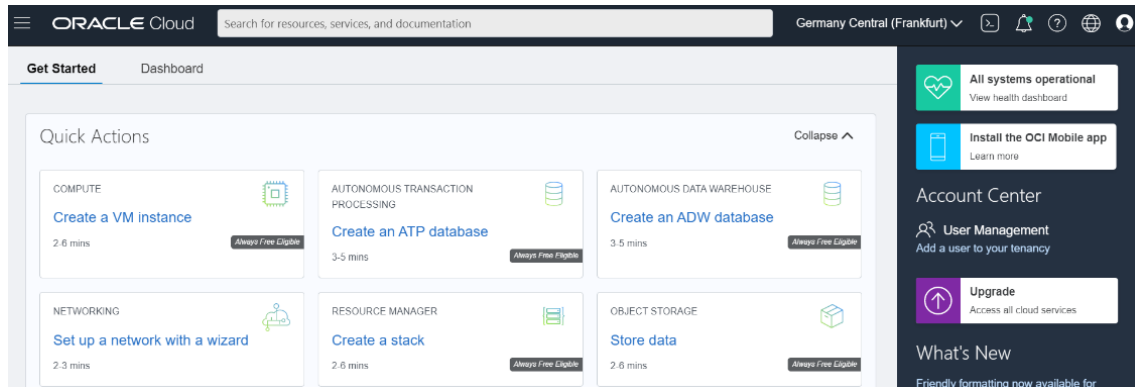 ORACLE Cloud
Search for resources, services, and documentation
Germany Central (Frankfurt)
Get Started
Dashboard
Quick Actions
Collapse
COMPUTE
Create a VM instance
2-6 mins
Always Free Eligible
AUTONOMOUS TRANSACTION
PROCESSING
Create an ATP database
3-5 mins
Always Free Eligible
AUTONOMOUS DATA WAREHOUSE
Create an ADW database
3-5 mins
Always Free Eligible
NETWORKING
Set up a network with a wizard
2-3 mins
RESOURCE MANAGER
Create a stack
2-6 mins
Always Free Eligible
OBJECT STORAGE
Store data
2-6 mins
Always Free Eligible
All systems operational
View health dashboard
Install the OCI Mobile app
Learn more
Account Center
User Management
Add a user to your tenancy
Upgrade
Access all cloud services
What's New
Friendly formatting now available for